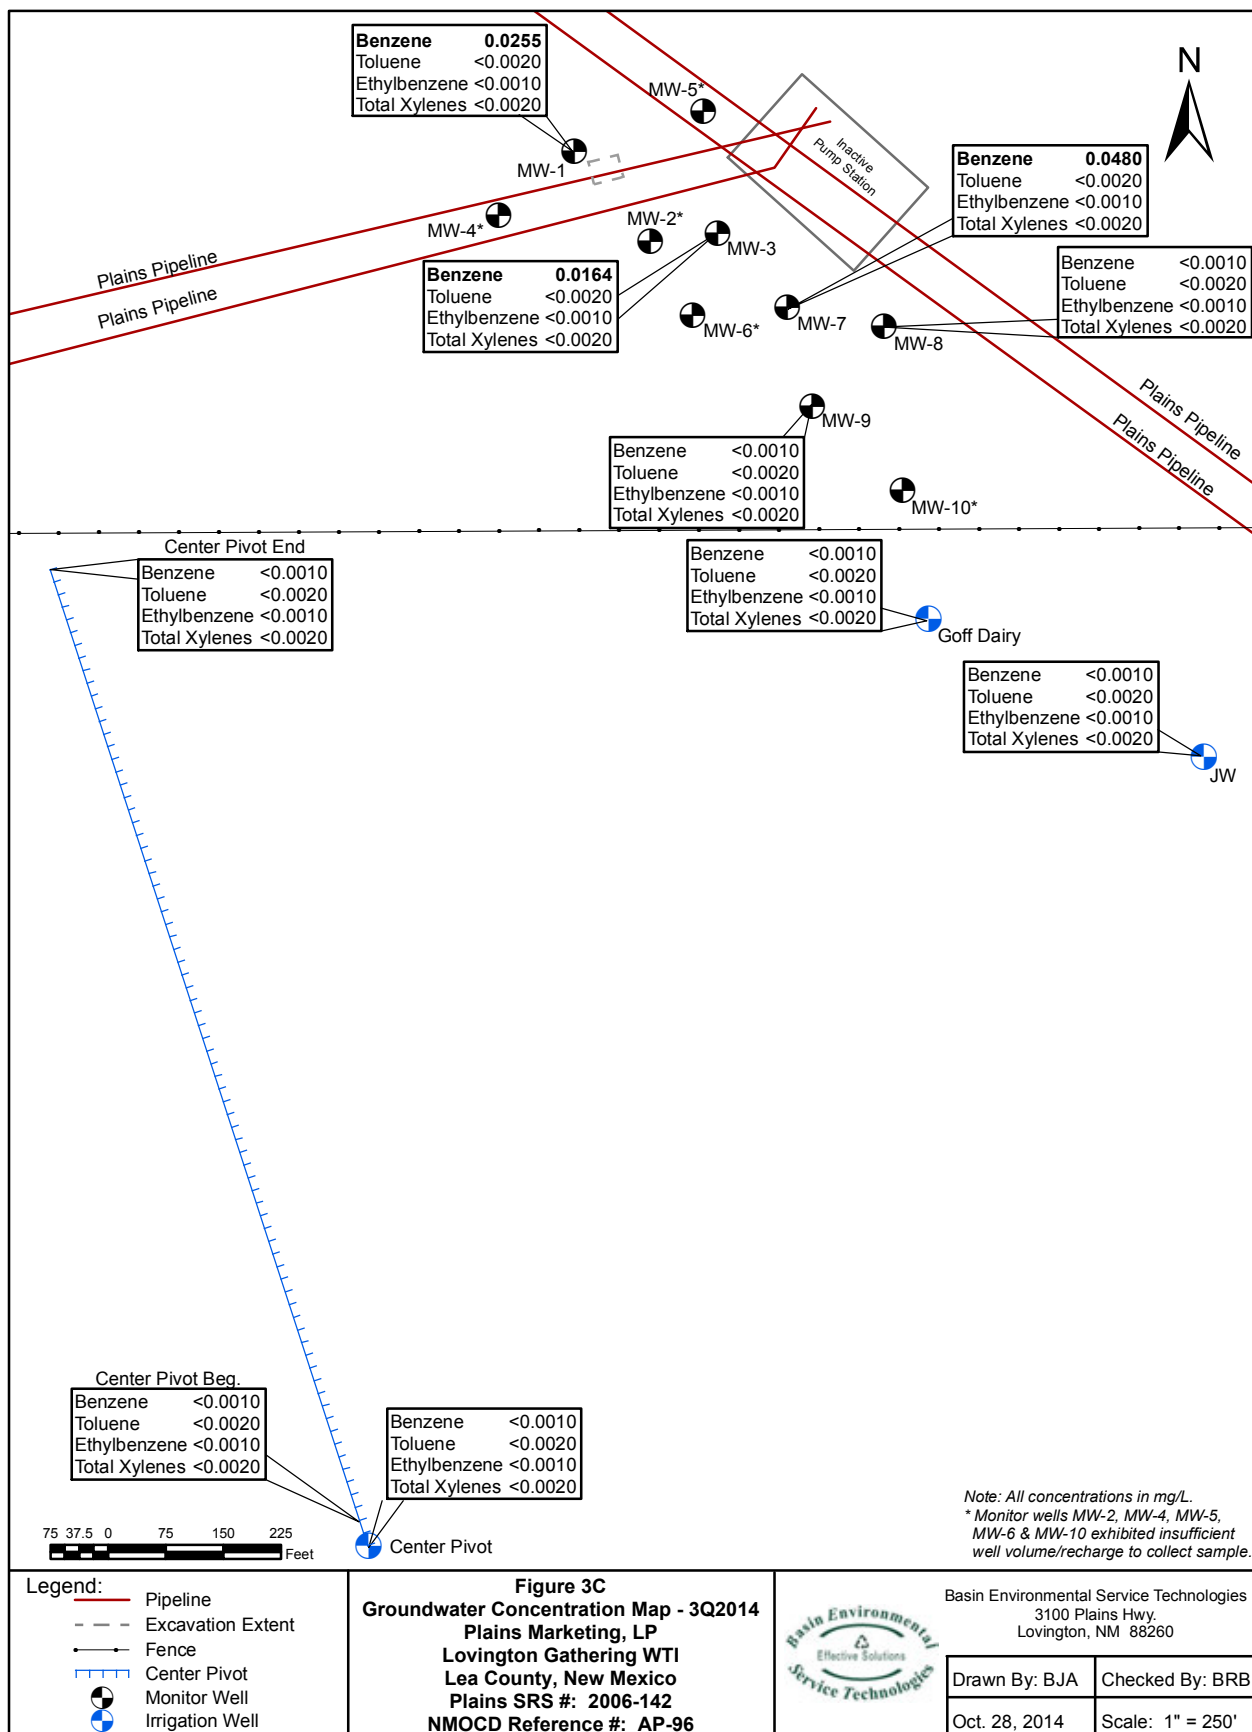 N
Benzene 0.0255
Toluene <0.0020
Ethylbenzene <0.0010
Total Xylenes <0.0020
MW-5*
MW-1
Inactive
Pump Station
Benzene 0.0480
Toluene <0.0020
Ethylbenzene <0.0010
Total Xylenes <0.0020
MW-4*
MW-2*
MW-3
Plains Pipeline
Plains Pipeline
Benzene 0.0164
Toluene <0.0020
Ethylbenzene <0.0010
Total Xylenes <0.0020
Benzene <0.0010
Toluene <0.0020
Ethylbenzene <0.0010
Total Xylenes <0.0020
MW-6*
MW-7
MW-8
Plains Pipeline
Plains Pipeline
MW-9
Benzene <0.0010
Toluene <0.0020
Ethylbenzene <0.0010
Total Xylenes <0.0020
MW-10*
Center Pivot End
Benzene <0.0010
Toluene <0.0020
Ethylbenzene <0.0010
Total Xylenes <0.0020
Benzene <0.0010
Toluene <0.0020
Ethylbenzene <0.0010
Total Xylenes <0.0020
Goff Dairy
Benzene <0.0010
Toluene <0.0020
Ethylbenzene <0.0010
Total Xylenes <0.0020
JW
Center Pivot Beg.
Benzene <0.0010
Toluene <0.0020
Ethylbenzene <0.0010
Total Xylenes <0.0020
Benzene <0.0010
Toluene <0.0020
Ethylbenzene <0.0010
Total Xylenes <0.0020
Center Pivot
75 37.5 0 75 150 225
Feet
Note: All concentrations in mg/L.
* Monitor wells MW-2, MW-4, MW-5,
MW-6 & MW-10 exhibited insufficient
well volume/recharge to collect sample.
Legend:
Pipeline
Excavation Extent
Fence
Center Pivot
Monitor Well
Irrigation Well
Figure 3C
Groundwater Concentration Map - 3Q2014
Plains Marketing, LP
Lovington Gathering WTI
Lea County, New Mexico
Plains SRS #: 2006-142
NMOCD Reference #: AP-96
Basin Environmental
Effective Solutions
Service Technologies
Basin Environmental Service Technologies
3100 Plains Hwy.
Lovington, NM 88260
Drawn By: BJA
Checked By: BRB
Oct. 28, 2014
Scale: 1" = 250'